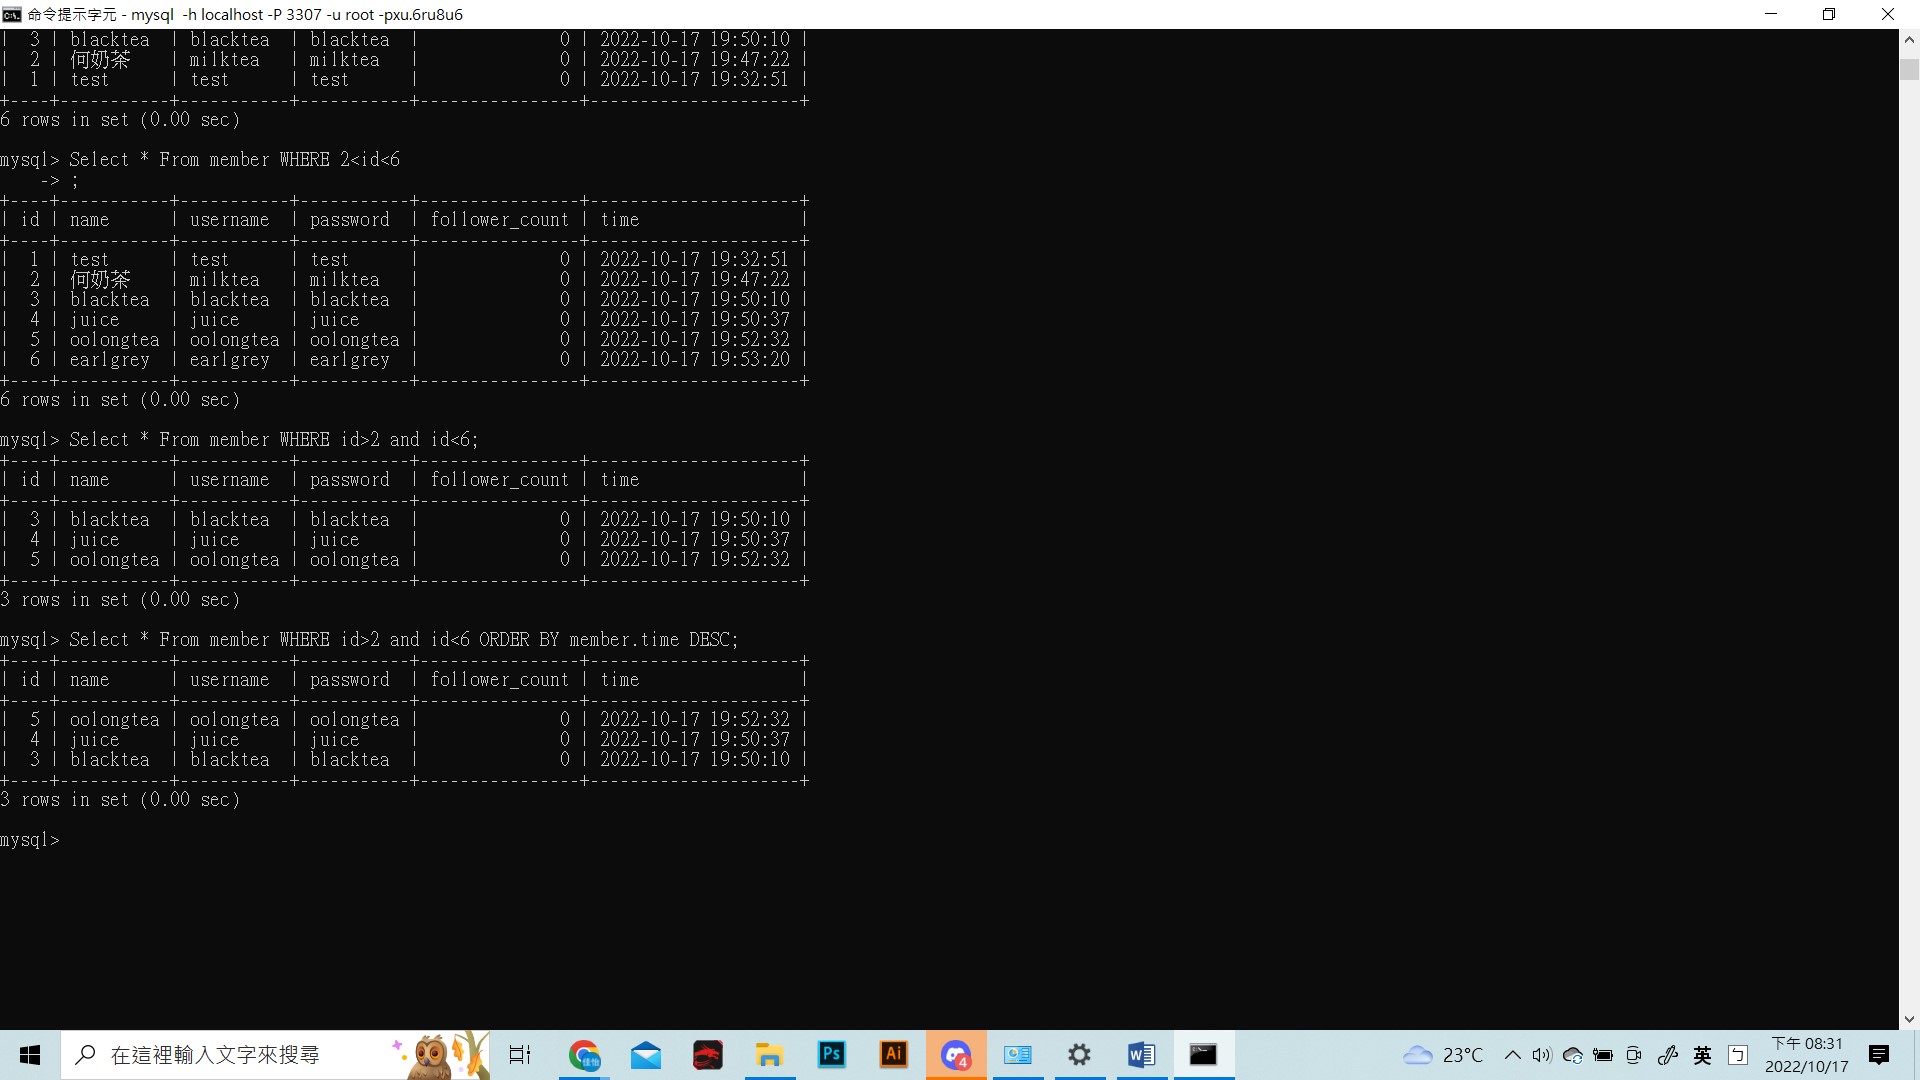 命令提示字元 - mysql  -h localhost -P 3307 -u root -pxu.6ru8u6
|  3 | blacktea  | blacktea  | blacktea  |              0 | 2022-10-17 19:50:10 |
|  2 | 何奶茶    | milktea   | milktea   |              0 | 2022-10-17 19:47:22 |
|  1 | test      | test      | test      |              0 | 2022-10-17 19:32:51 |
+----+-----------+-----------+-----------+----------------+---------------------+
6 rows in set (0.00 sec)
mysql> Select * From member WHERE 2<id<6
    -> ;
+----+-----------+-----------+-----------+----------------+---------------------+
| id | name      | username  | password  | follower_count | time                |
+----+-----------+-----------+-----------+----------------+---------------------+
|  1 | test      | test      | test      |              0 | 2022-10-17 19:32:51 |
|  2 | 何奶茶    | milktea   | milktea   |              0 | 2022-10-17 19:47:22 |
|  3 | blacktea  | blacktea  | blacktea  |              0 | 2022-10-17 19:50:10 |
|  4 | juice     | juice     | juice     |              0 | 2022-10-17 19:50:37 |
|  5 | oolongtea | oolongtea | oolongtea |              0 | 2022-10-17 19:52:32 |
|  6 | earlgrey  | earlgrey  | earlgrey  |              0 | 2022-10-17 19:53:20 |
+----+-----------+-----------+-----------+----------------+---------------------+
6 rows in set (0.00 sec)
mysql> Select * From member WHERE id>2 and id<6;
+----+-----------+-----------+-----------+----------------+---------------------+
| id | name      | username  | password  | follower_count | time                |
+----+-----------+-----------+-----------+----------------+---------------------+
|  3 | blacktea  | blacktea  | blacktea  |              0 | 2022-10-17 19:50:10 |
|  4 | juice     | juice     | juice     |              0 | 2022-10-17 19:50:37 |
|  5 | oolongtea | oolongtea | oolongtea |              0 | 2022-10-17 19:52:32 |
+----+-----------+-----------+-----------+----------------+---------------------+
3 rows in set (0.00 sec)
mysql> Select * From member WHERE id>2 and id<6 ORDER BY member.time DESC;
+----+-----------+-----------+-----------+----------------+---------------------+
| id | name      | username  | password  | follower_count | time                |
+----+-----------+-----------+-----------+----------------+---------------------+
|  5 | oolongtea | oolongtea | oolongtea |              0 | 2022-10-17 19:52:32 |
|  4 | juice     | juice     | juice     |              0 | 2022-10-17 19:50:37 |
|  3 | blacktea  | blacktea  | blacktea  |              0 | 2022-10-17 19:50:10 |
+----+-----------+-----------+-----------+----------------+---------------------+
3 rows in set (0.00 sec)
mysql>
在這裡輸入文字來搜尋
佳怡
Ps
Ai
4
W
23°C
英
ㄅ
下午 08:31
2022/10/17